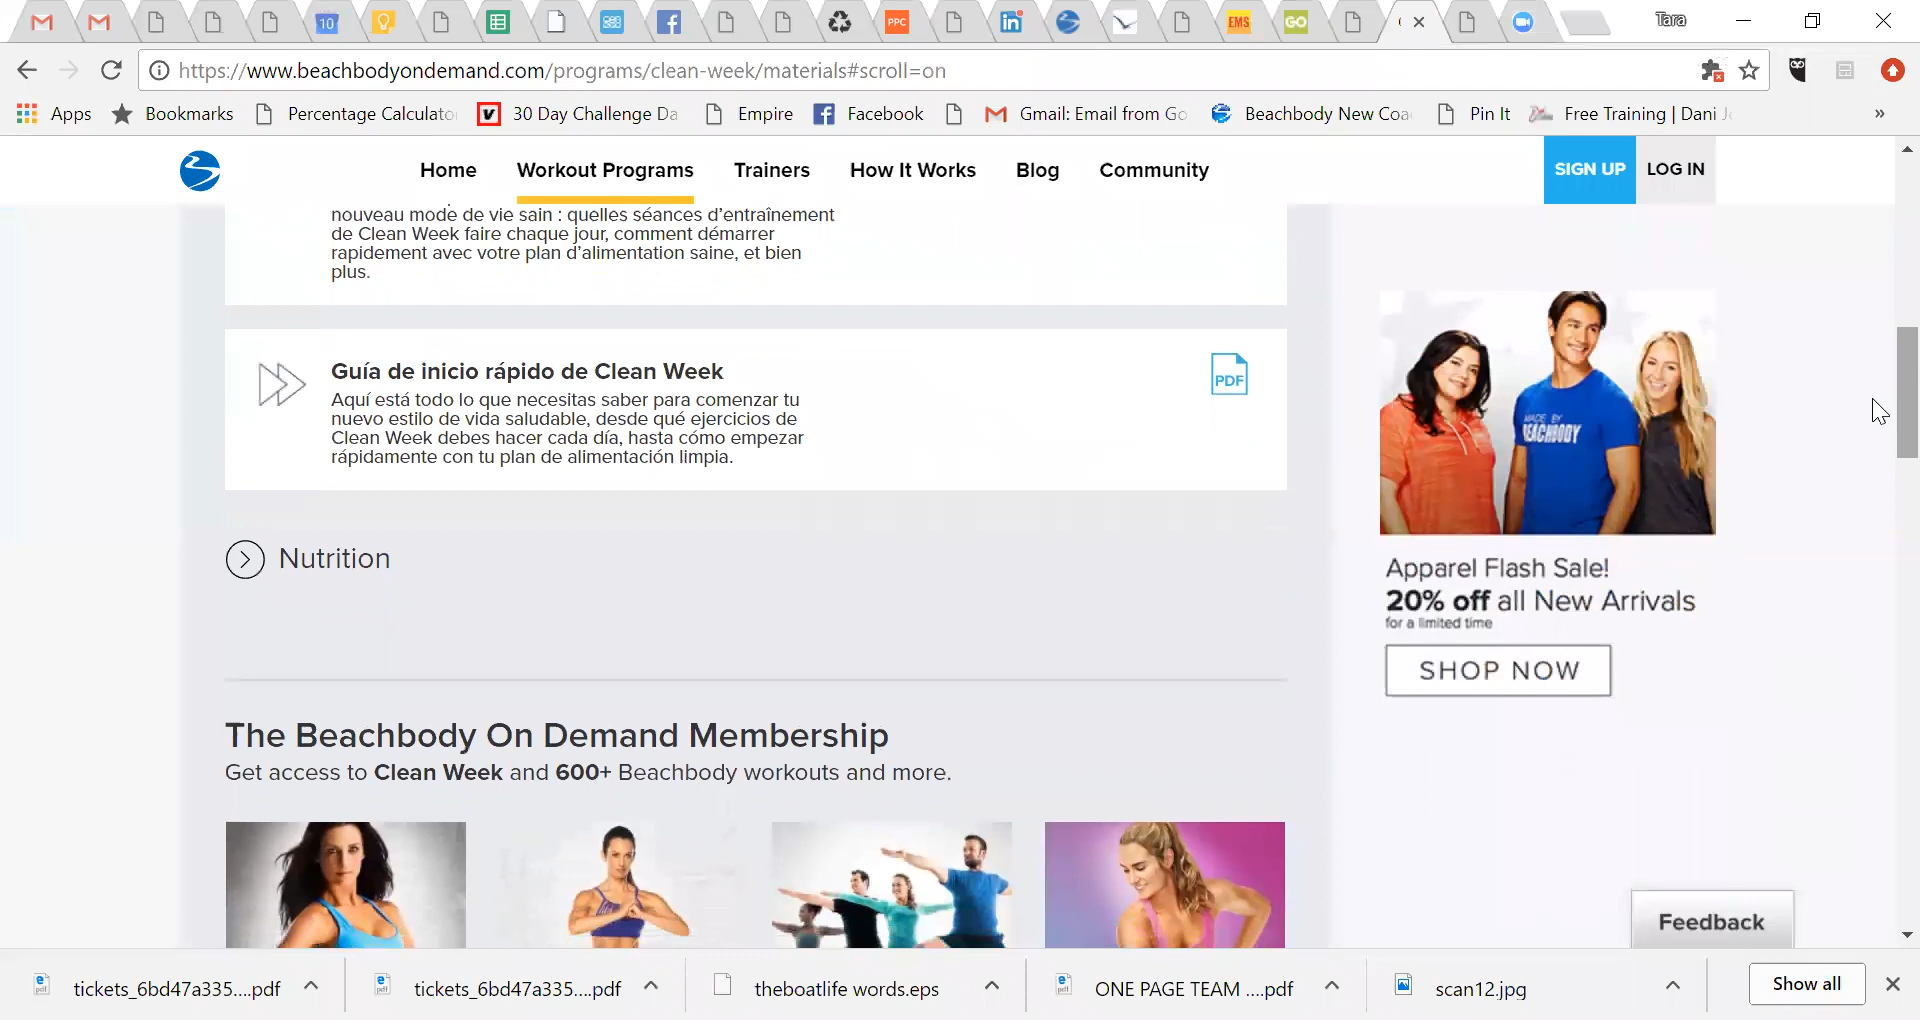 10
PPC
in
EMS
GO
Tara
https://www.beachbodyondemand.com/programs/clean-week/materials#scroll=on
Apps
Bookmarks
Percentage Calculato
30 Day Challenge Da
Empire
Facebook
Gmail: Email from Go
Beachbody New Coa
Pin It
Free Training | Dani J
»
Home
Workout Programs
Trainers
How It Works
Blog
Community
SIGN UP
LOG IN
nouveau mode de vie sain : quelles séances d’entraînement
de Clean Week faire chaque jour, comment démarrer
rapidement avec votre plan d’alimentation saine, et bien
plus.
Guía de inicio rápido de Clean Week
PDF
Aquí está todo lo que necesitas saber para comenzar tu
nuevo estilo de vida saludable, desde qué ejercicios de
Clean Week debes hacer cada día, hasta cómo empezar
rápidamente con tu plan de alimentación limpia.
MADE BY
BEACHBODY
Nutrition
Apparel Flash Sale!
20% off all New Arrivals
for a limited time
SHOP NOW
The Beachbody On Demand Membership
Get access to Clean Week and 600+ Beachbody workouts and more.
Feedback
tickets_6bd47a335....pdf
tickets_6bd47a335....pdf
theboatlife words.eps
ONE PAGE TEAM ....pdf
scan12.jpg
Show all